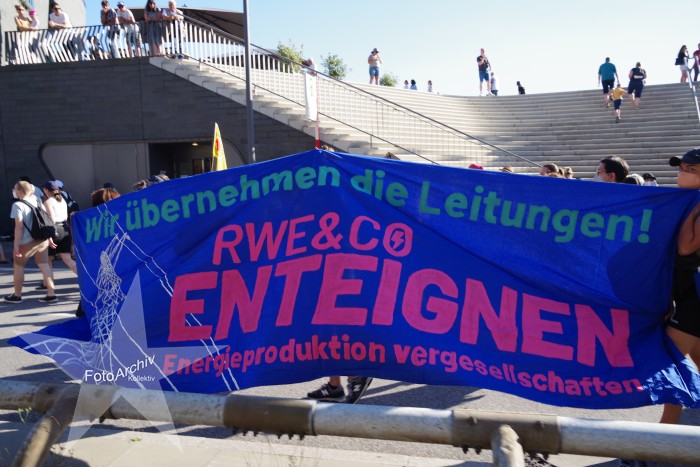 Wir übernehmen die Leitungen!
RWE&CO
ENTEIGNEN
Energieproduktion vergesellschaften
FotoArchiv
Kollektiv